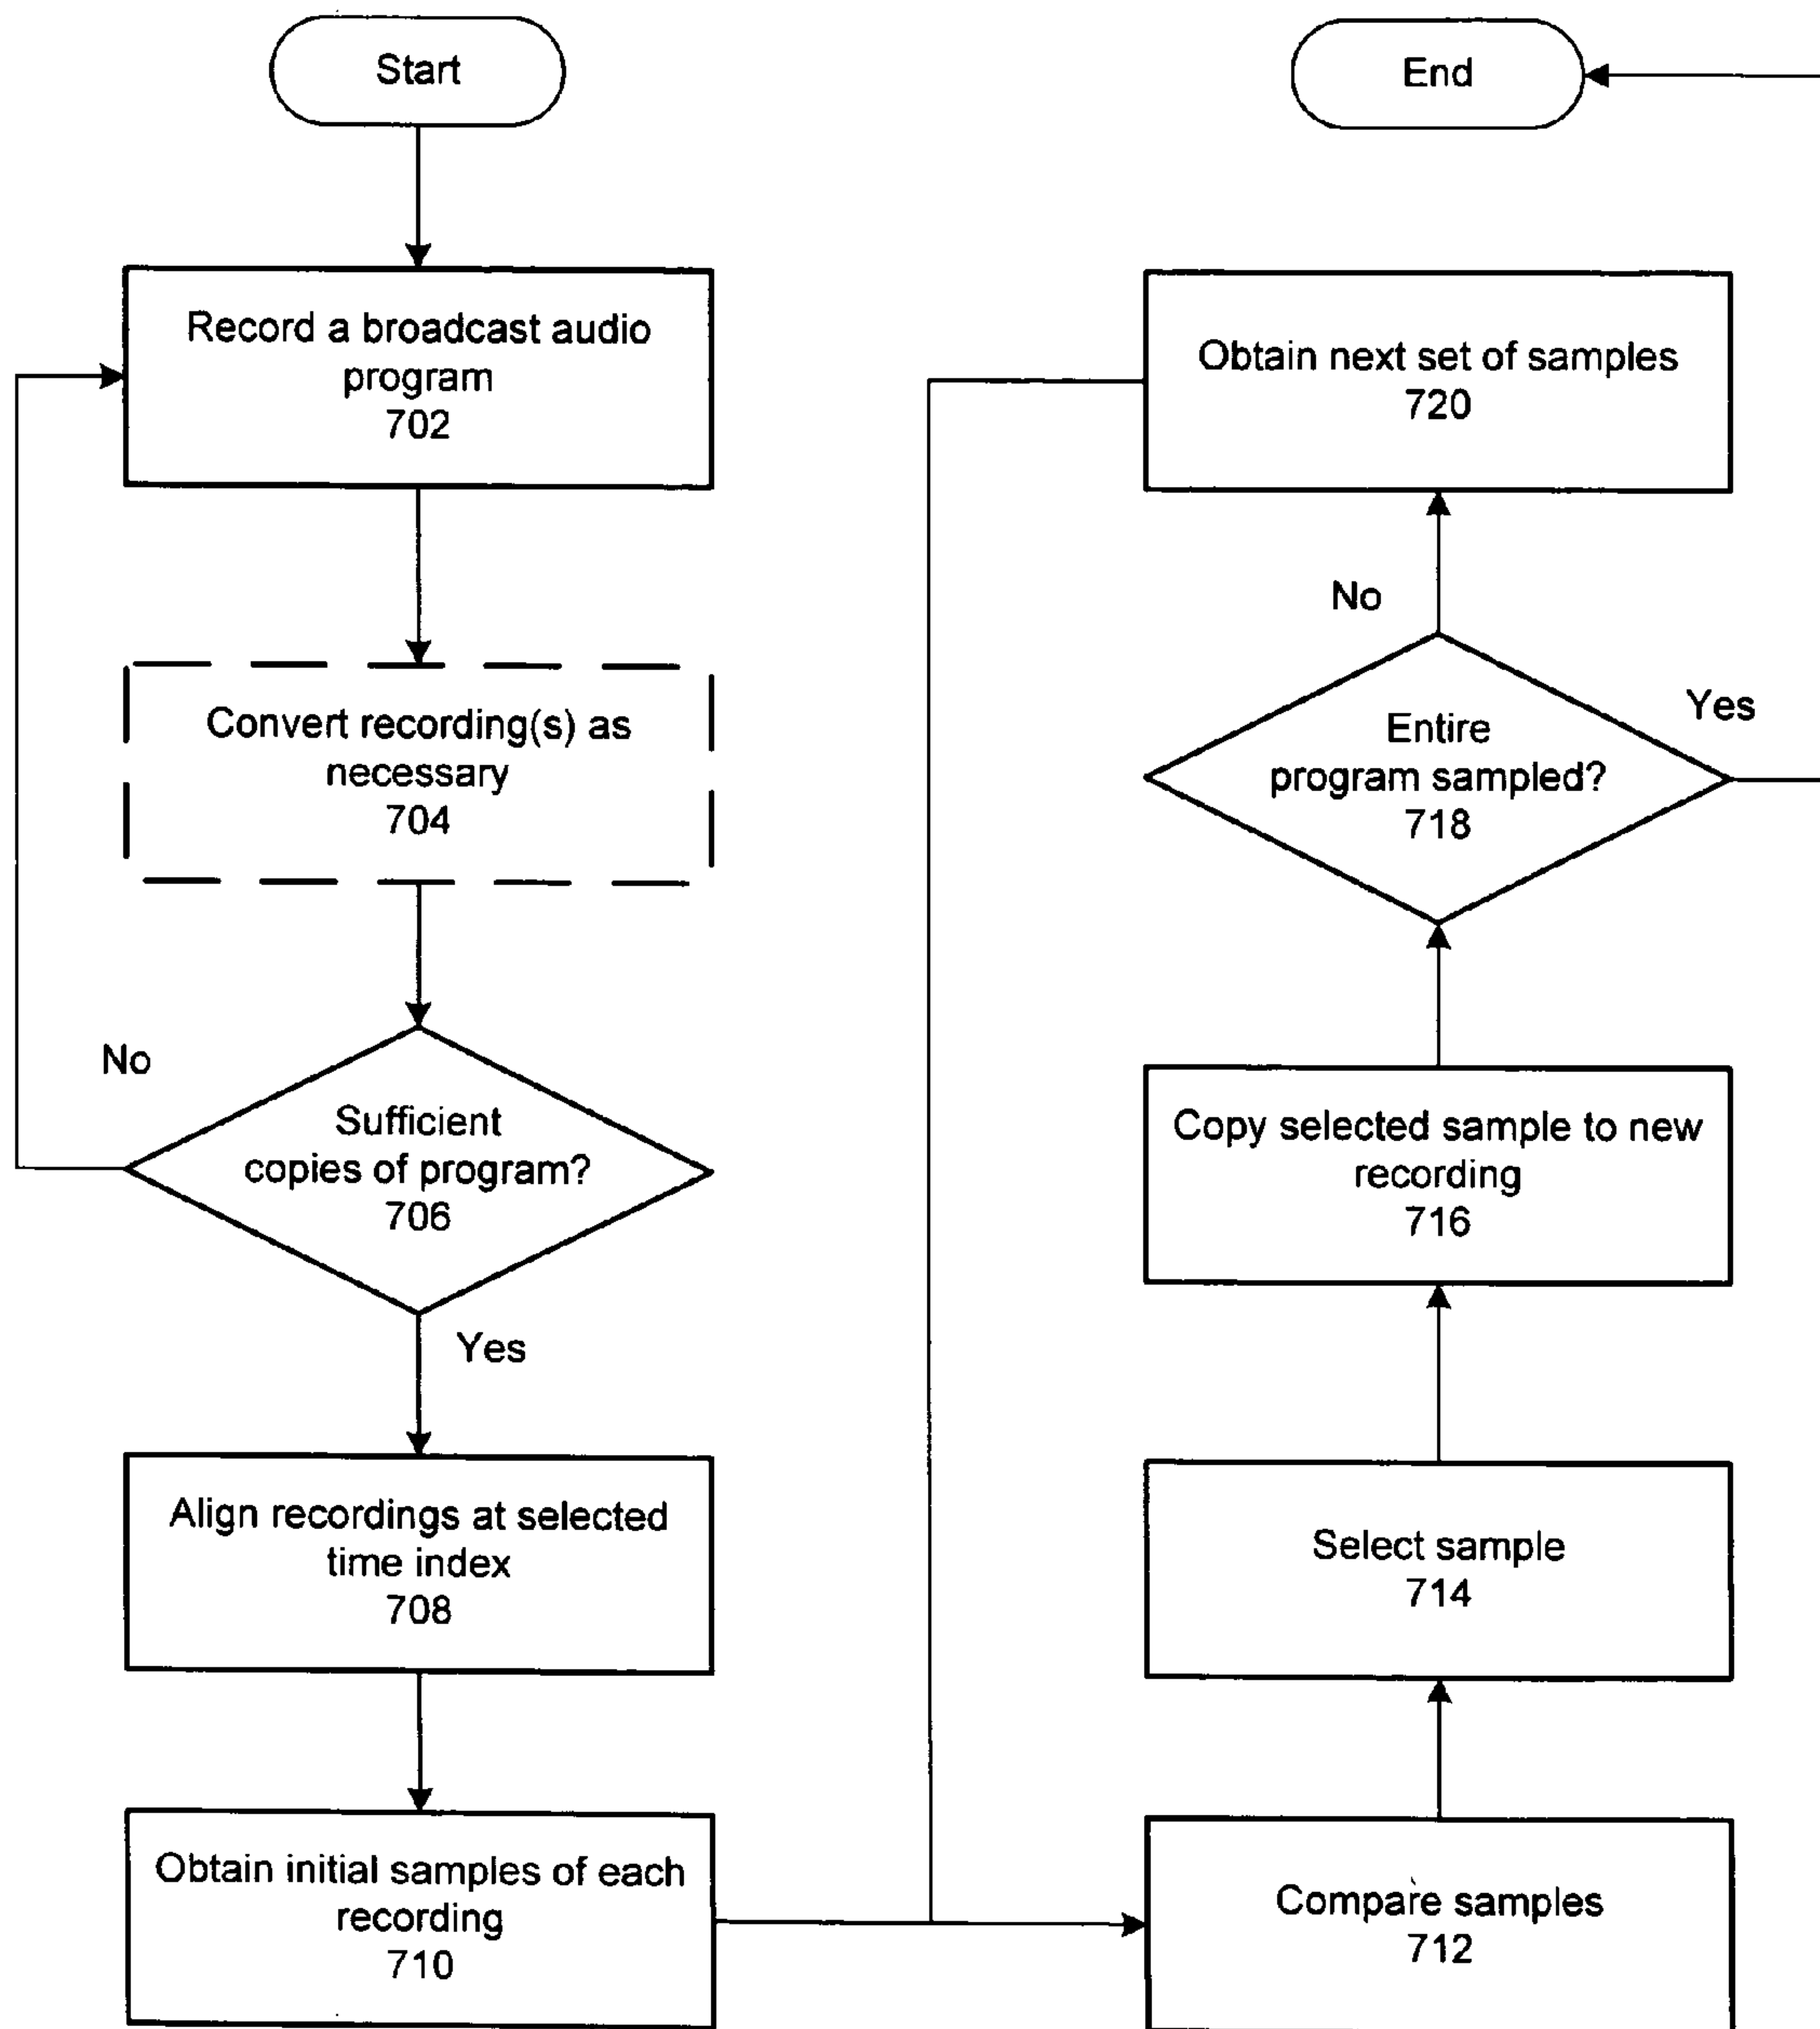 Start
Record a broadcast audio
program
702
Convert recording(s) as
necessary
704
No
Sufficient
copies of program?
706
Yes
Align recordings at selected
time index
708
Obtain initial samples of each
recording
710
End
Obtain next set of samples
720
No
Yes
Entire
program sampled?
718
Copy selected sample to new
recording
716
Select sample
714
Compare samples
712